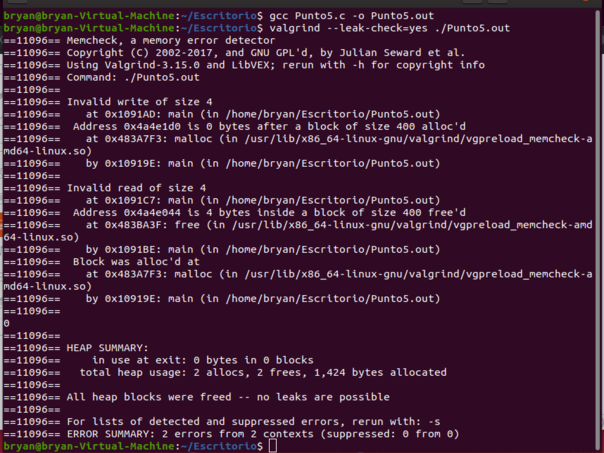 bryan@bryan-Virtual-Machine:~/Escritorio$ gcc Punto5.c -o Punto5.out
bryan@bryan-Virtual-Machine:~/Escritorio$ valgrind --leak-check=yes ./Punto5.out
==11096== Memcheck, a memory error detector
==11096== Copyright (C) 2002-2017, and GNU GPL'd, by Julian Seward et al.
==11096== Using Valgrind-3.15.0 and LibVEX; rerun with -h for copyright info
==11096== Command: ./Punto5.out
==11096==
==11096== Invalid write of size 4
==11096==    at 0x1091AD: main (in /home/bryan/Escritorio/Punto5.out)
==11096==  Address 0x4a4e1d0 is 0 bytes after a block of size 400 alloc'd
==11096==    at 0x483A7F3: malloc (in /usr/lib/x86_64-linux-gnu/valgrind/vgpreload_memcheck-a
md64-linux.so)
==11096==    by 0x10919E: main (in /home/bryan/Escritorio/Punto5.out)
==11096==
==11096== Invalid read of size 4
==11096==    at 0x1091C7: main (in /home/bryan/Escritorio/Punto5.out)
==11096==  Address 0x4a4e044 is 4 bytes inside a block of size 400 free'd
==11096==    at 0x483BA3F: free (in /usr/lib/x86_64-linux-gnu/valgrind/vgpreload_memcheck-amd
64-linux.so)
==11096==    by 0x1091BE: main (in /home/bryan/Escritorio/Punto5.out)
==11096==  Block was alloc'd at
==11096==    at 0x483A7F3: malloc (in /usr/lib/x86_64-linux-gnu/valgrind/vgpreload_memcheck-a
md64-linux.so)
==11096==    by 0x10919E: main (in /home/bryan/Escritorio/Punto5.out)
==11096==
0
==11096==
==11096== HEAP SUMMARY:
==11096==     in use at exit: 0 bytes in 0 blocks
==11096==   total heap usage: 2 allocs, 2 frees, 1,424 bytes allocated
==11096==
==11096== All heap blocks were freed -- no leaks are possible
==11096==
==11096== For lists of detected and suppressed errors, rerun with: -s
==11096== ERROR SUMMARY: 2 errors from 2 contexts (suppressed: 0 from 0)
bryan@bryan-Virtual-Machine:~/Escritorio$